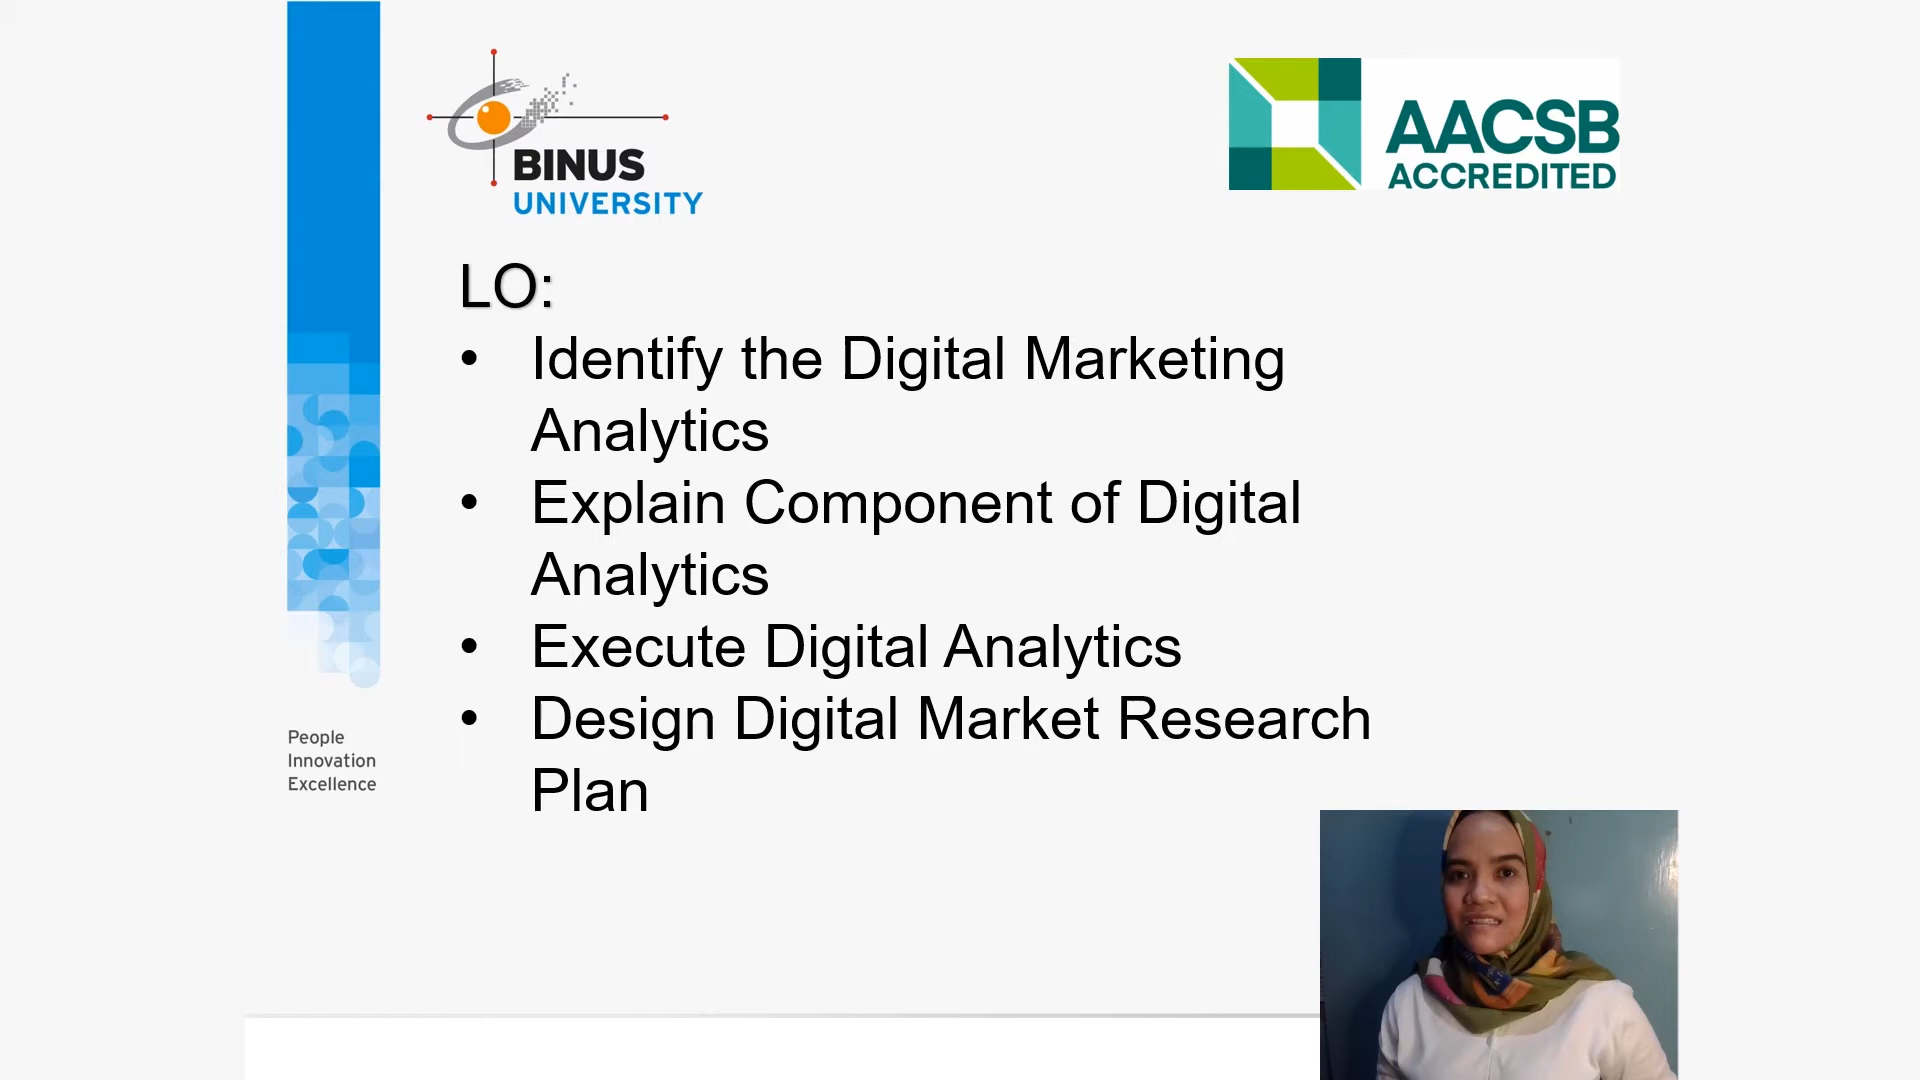 BINUS
UNIVERSITY
AACSB
ACCREDITED
LO:
• Identify the Digital Marketing
Analytics
• Explain Component of Digital
Analytics
• Execute Digital Analytics
• Design Digital Market Research
Plan
People
Innovation
Excellence